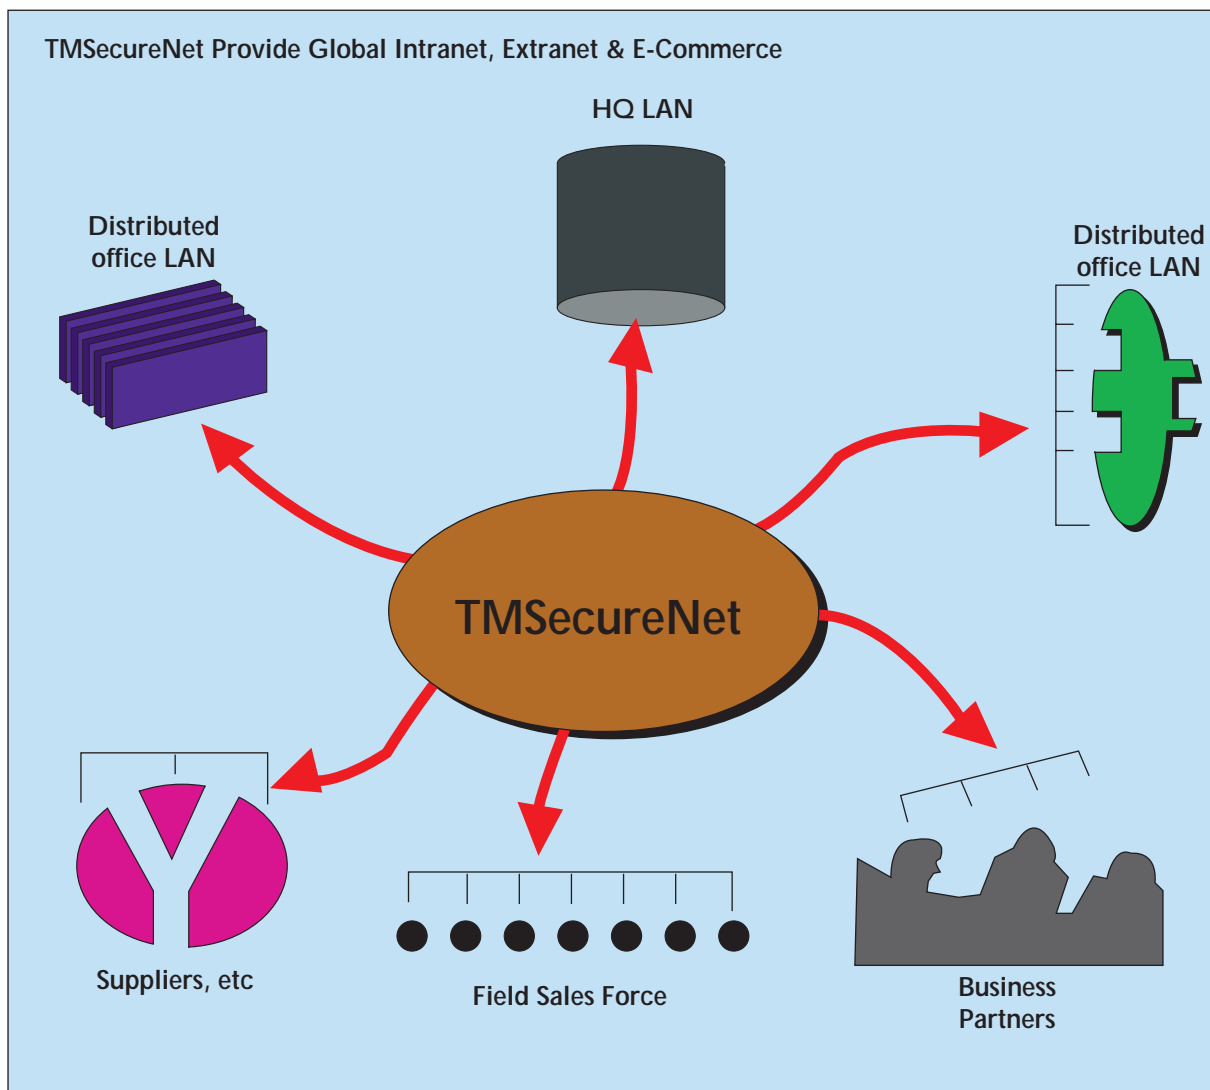 TMSecureNet Provide Global Intranet, Extranet & E-Commerce
HQ LAN
Distributed
office LAN
Distributed
office LAN
TMSecureNet
Suppliers, etc
Field Sales Force
Business
Partners